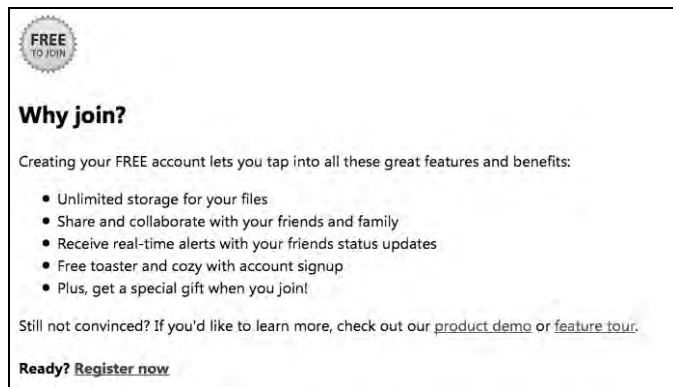 FREE
TO JOIN
Why join?
Creating your FREE account lets you tap into all these great features and benefits:
• Unlimited storage for your files
• Share and collaborate with your friends and family
• Receive real-time alerts with your friends status updates
• Free toaster and cozy with account signup
• Plus, get a special gift when you join!
Still not convinced? If you'd like to learn more, check out our product demo or feature tour.
Ready? Register now